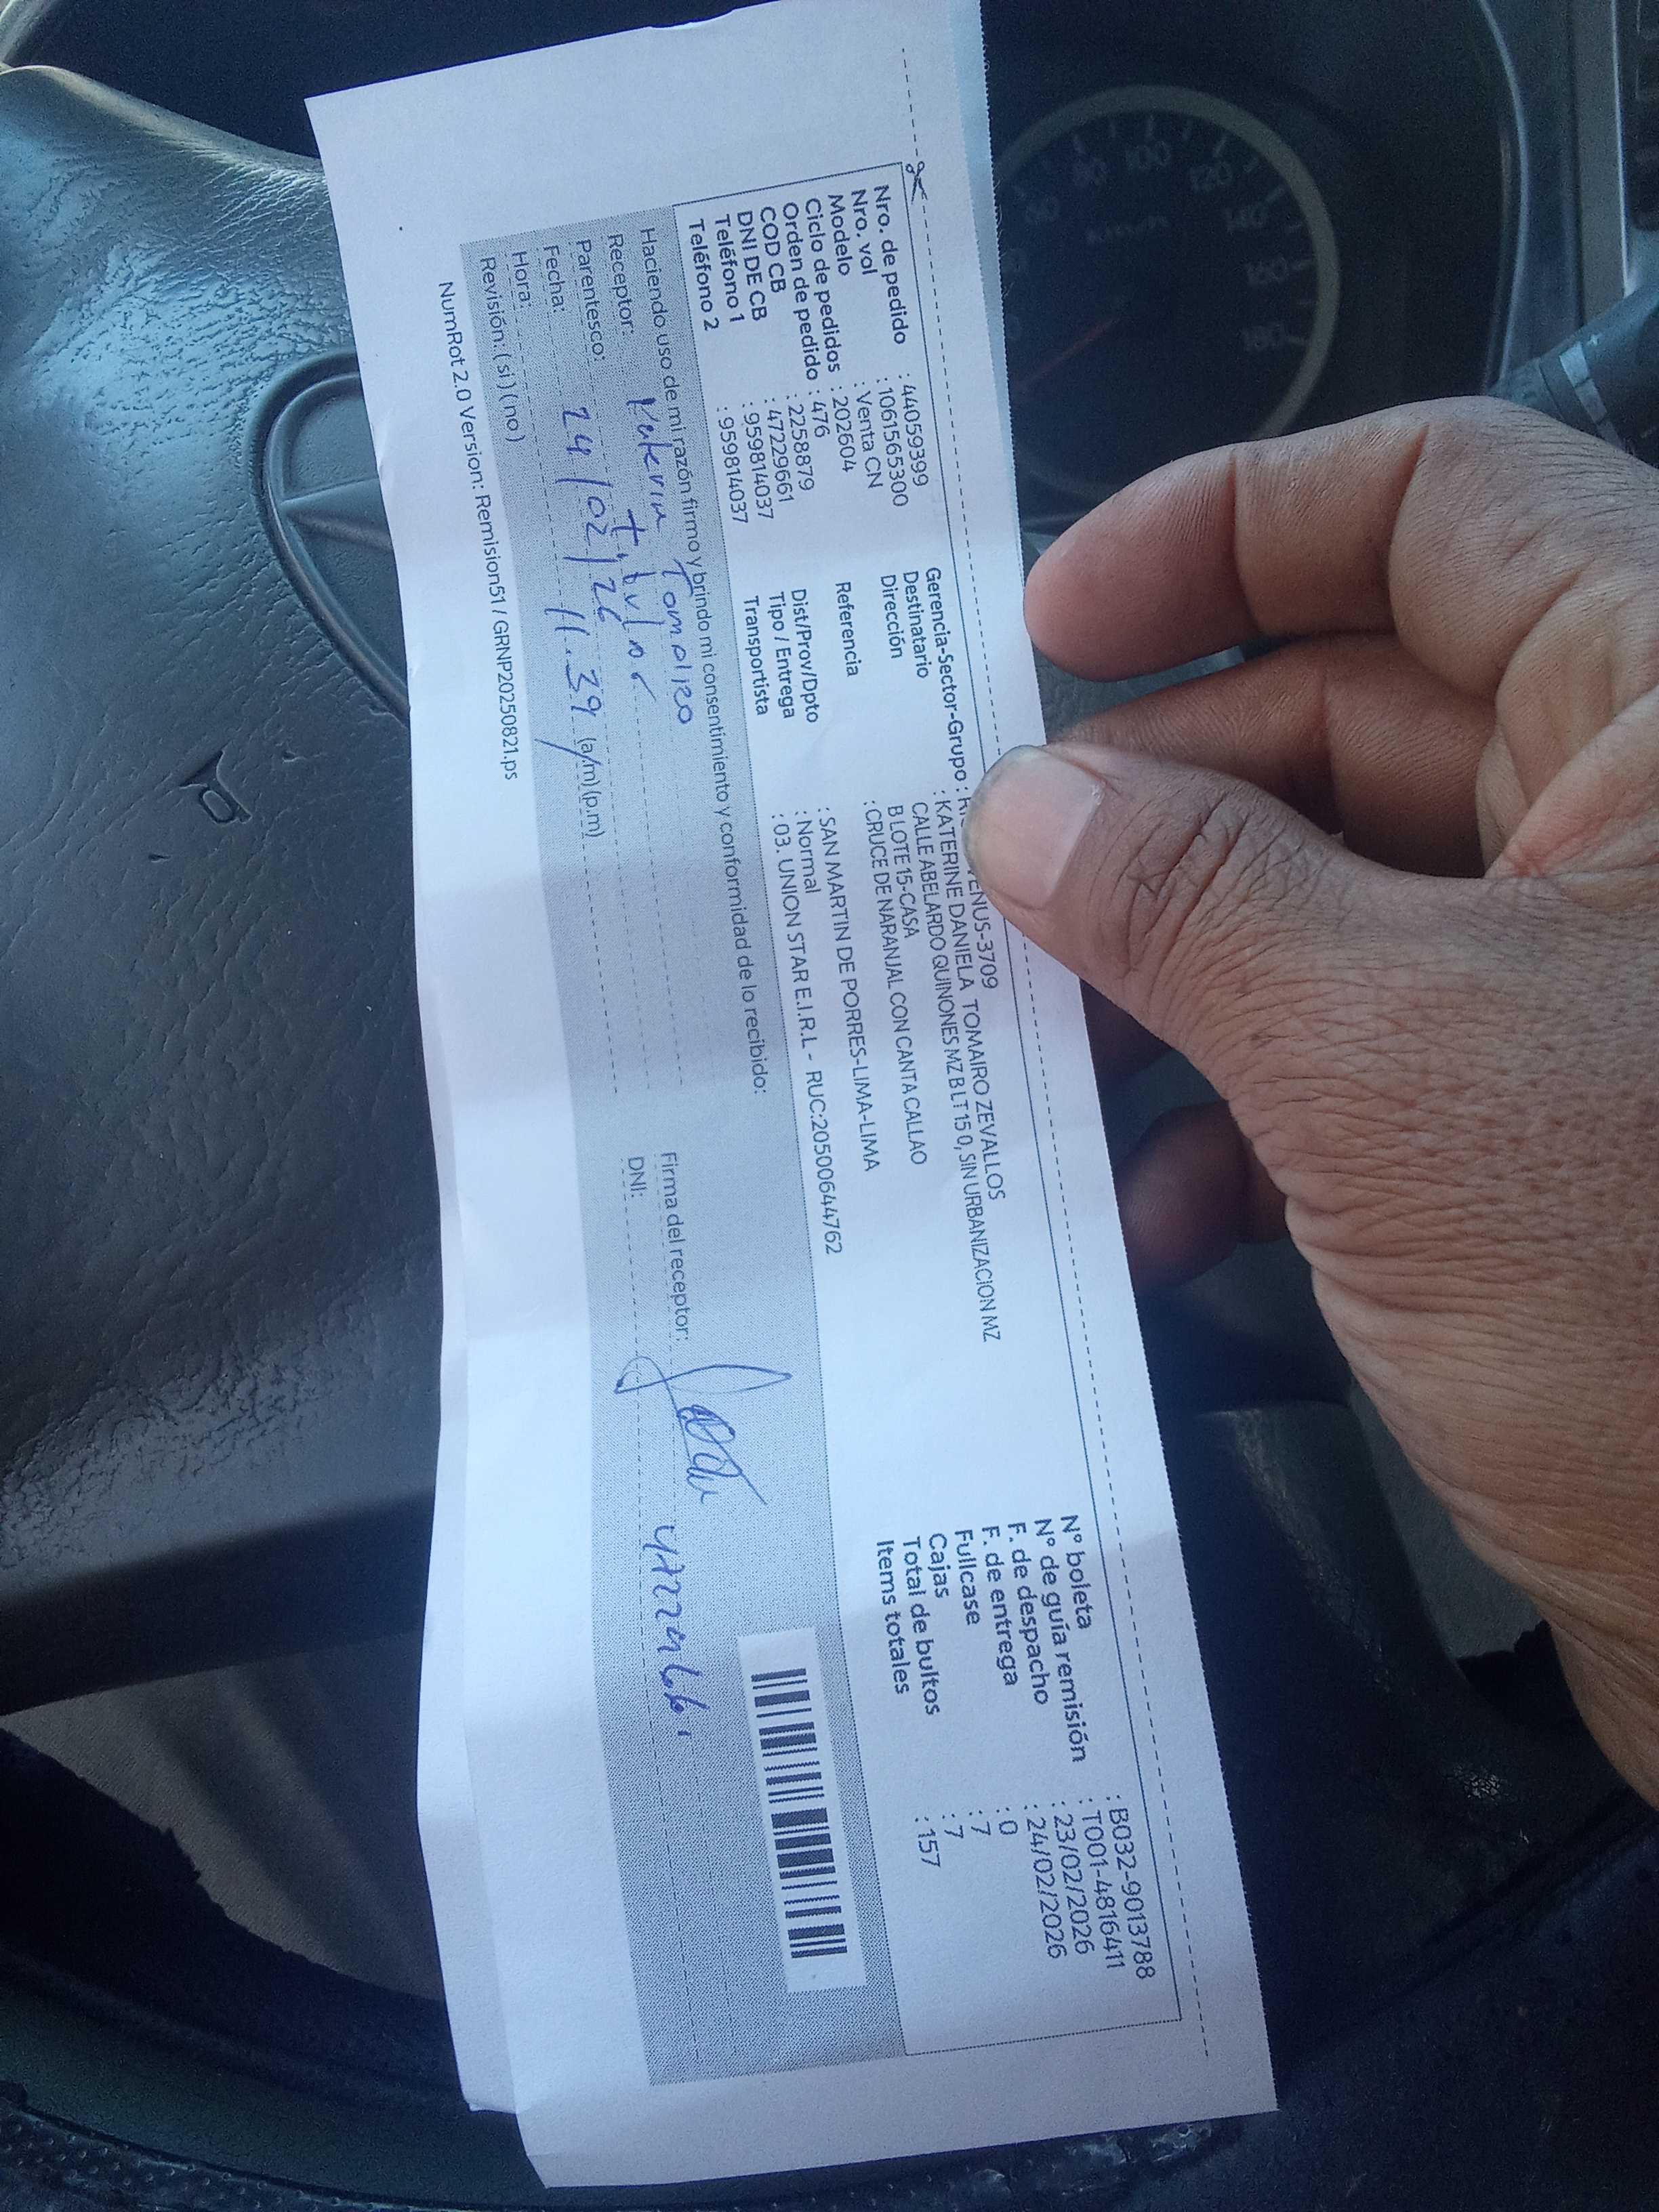 Nro. de pedido : 44059399
Nro. vol : 1061565300
Modelo : Venta CN
Ciclo de pedidos : 202604
Orden de pedido : 476
COD CB : 2258879
DNI DE CB : 47229661
Teléfono 1 : 959814037
Teléfono 2 : 959814037
Gerencia-Sector-Grupo : -3709
Destinatario : KATERINE DANIELA TOMAIRO ZEVALLOS
Dirección CALLE ABELARDO QUINONES MZ B LT 15 0, SIN URBANIZACION MZ
B LOTE 15-CASA
Referencia : CRUCE DE NARANJAL CON CANTA CALLAO
Dist/Prov/Dpto : SAN MARTIN DE PORRES-LIMA-LIMA
Tipo / Entrega : Normal
Transportista : 03. UNION STAR E.I.R.L - RUC:20500644762
N° boleta : B032-9013788
N° de guía remisión : T001-4816411
F. de despacho : 23/02/2026
F. de entrega : 24/02/2026
Fullcase : 0
Cajas : 7
Total de bultos : 7
Items totales : 157
Haciendo uso de mi razón firmo y brindo mi consentimiento y conformidad de lo recibido:
Receptor: Katerin Tomairo
Parentesco: titular
Fecha: 24/02/26
Hora: 11:39 (a/m) (p.m)
Revisión: ( si ) ( no )
Firma del receptor:
DNI: 47229661
NumRot 2.0 Version: Remision51 / GRNP20250821.ps
100
120
140